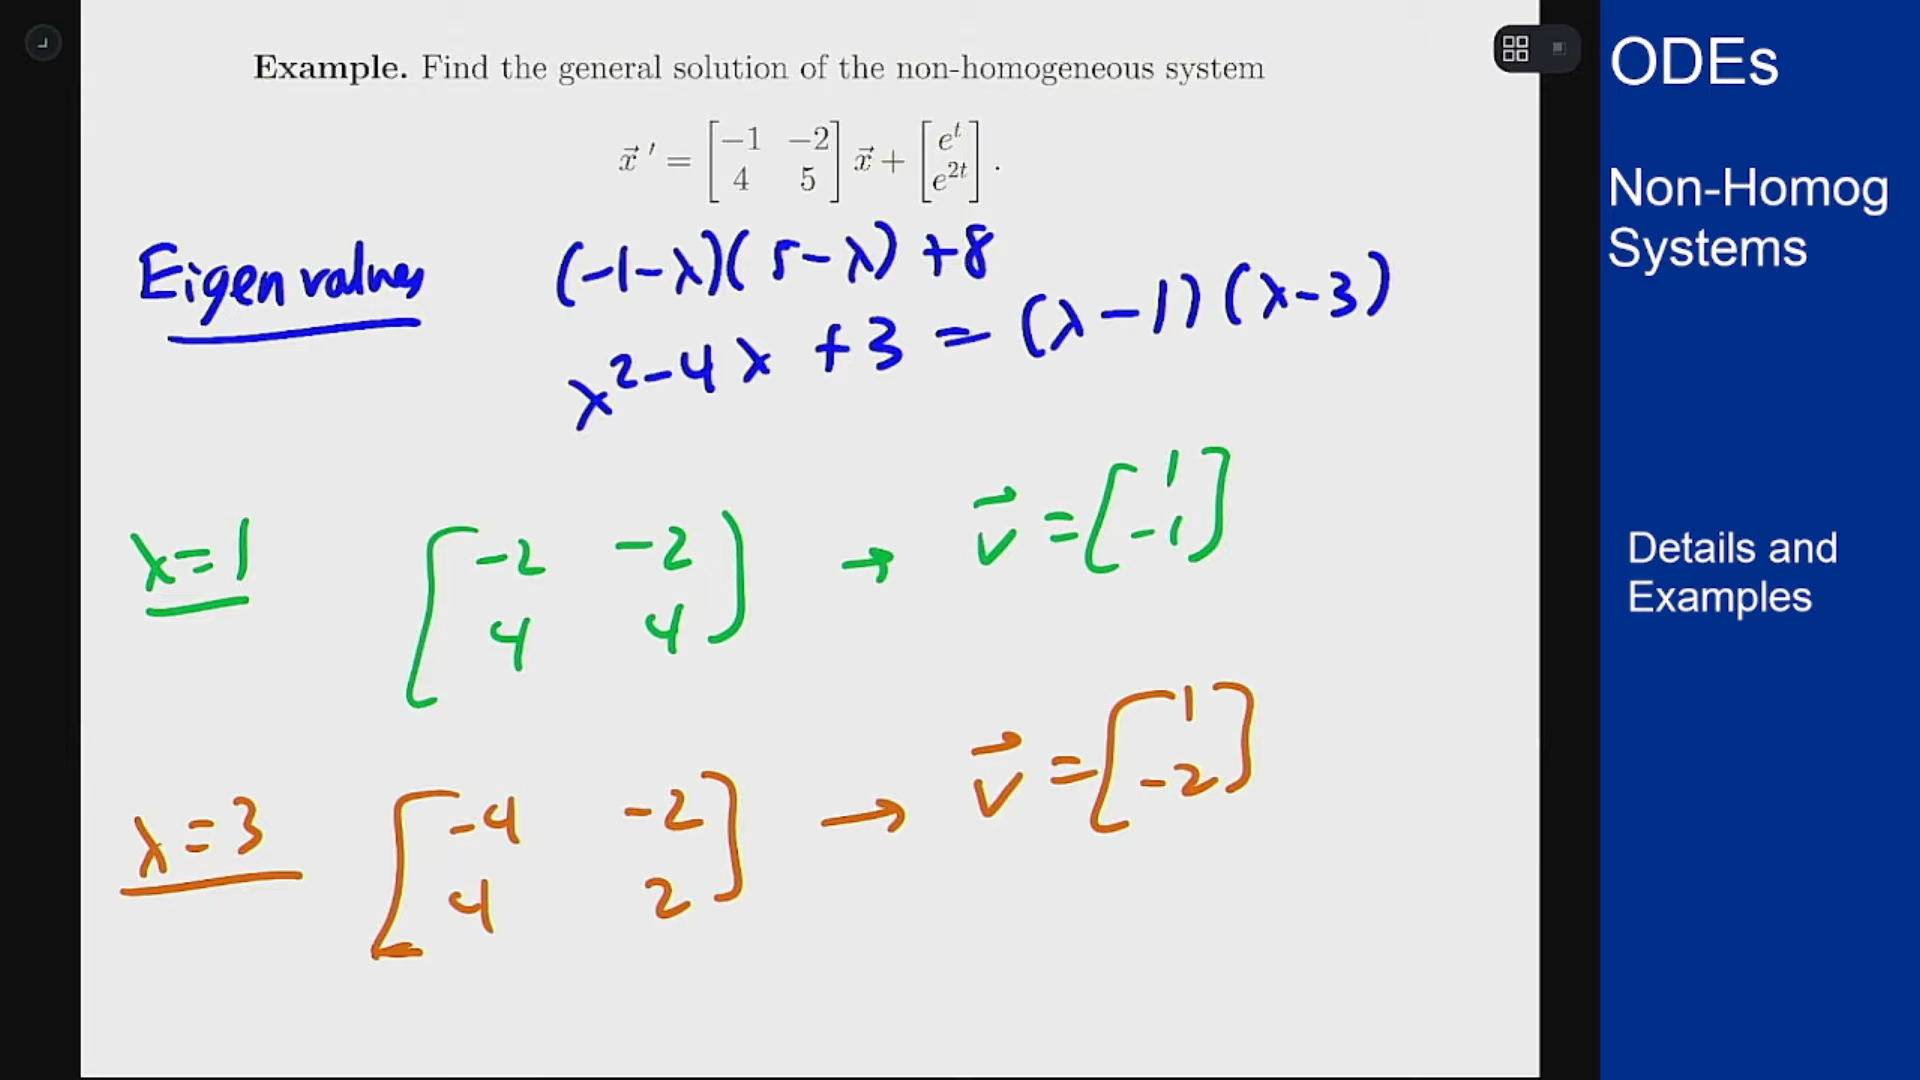 Example. Find the general solution of the non-homogeneous system
x⃗ ′ = [−1 −2; 4 5] x⃗ + [e^t; e^{2t}] .
Eigenvalues
(-1-λ)(5-λ) +8
λ²-4λ +3 = (λ-1)(λ-3)
λ=1
[-2 -2; 4 4] → v⃗ = [1; -1]
λ=3
[-4 -2; 4 2] → v⃗ = [1; -2]
ODEs
Non-Homog
Systems
Details and
Examples